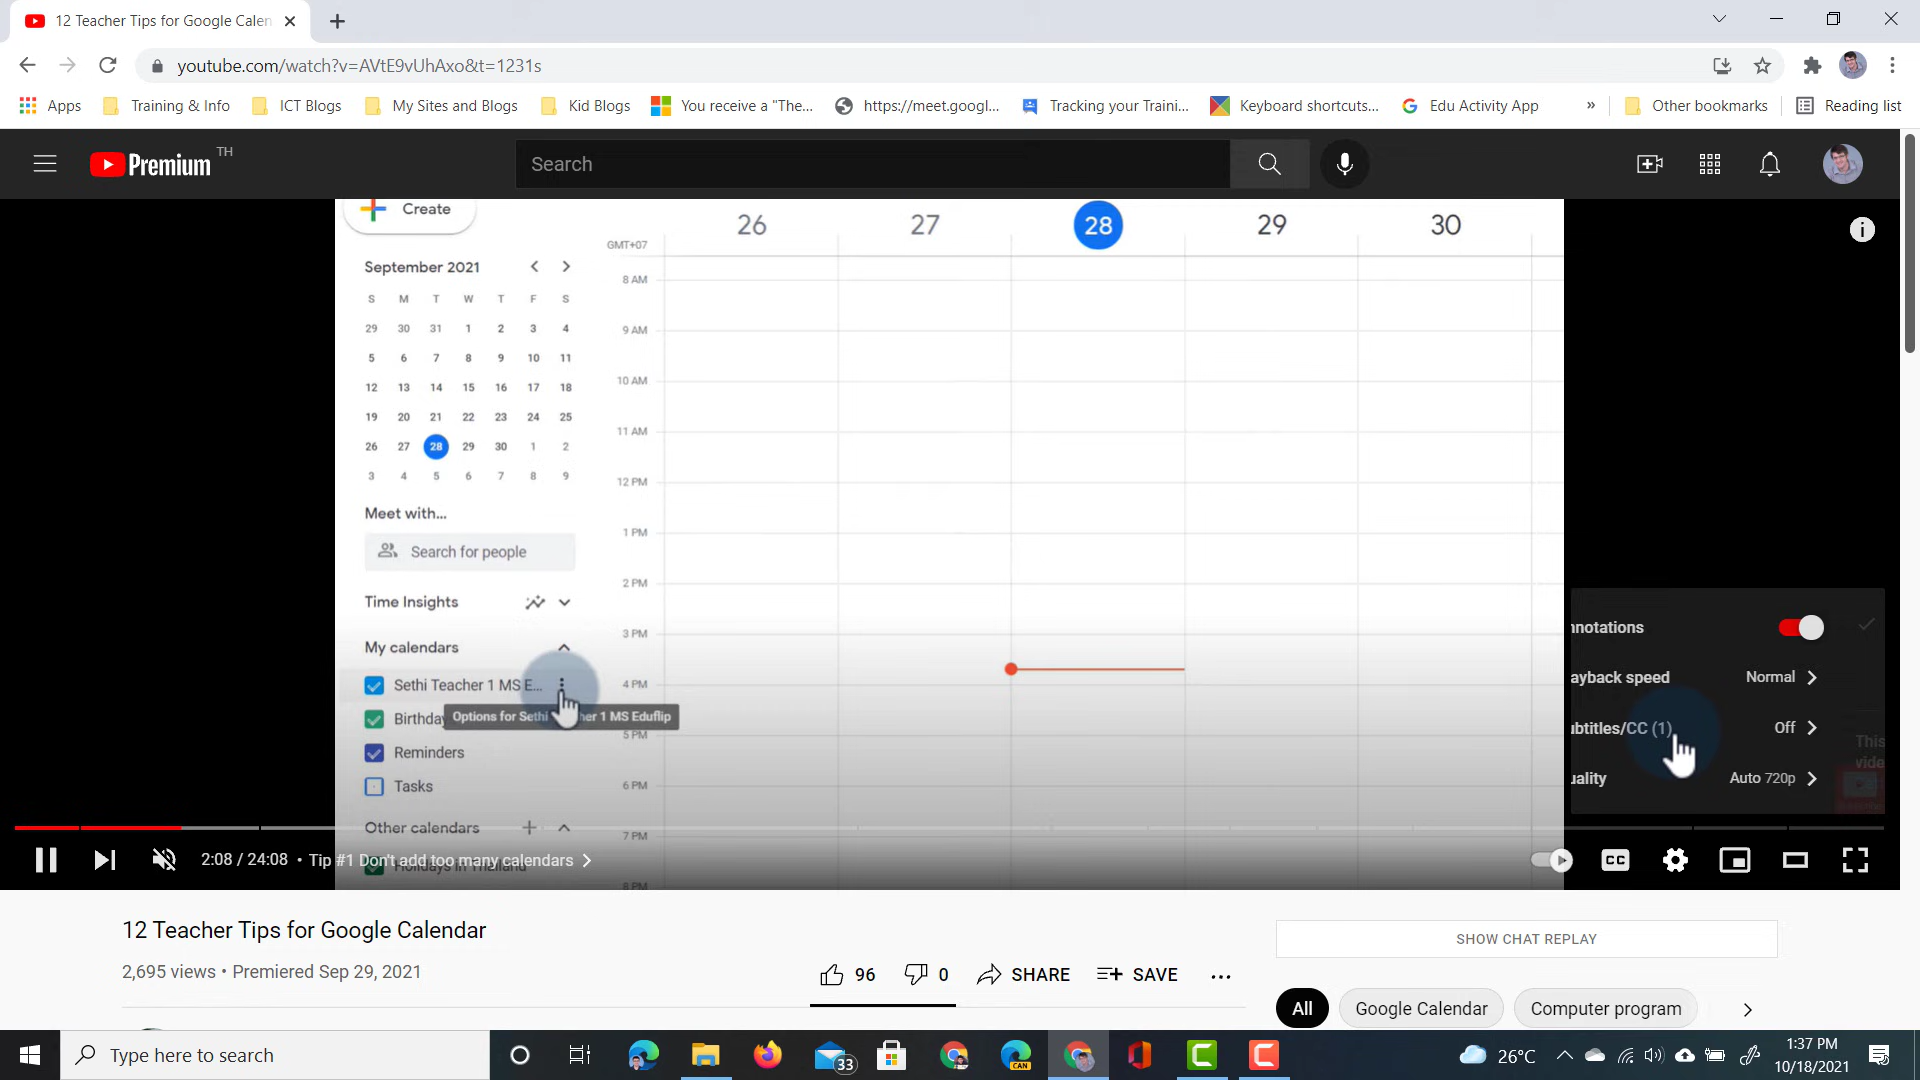 12 Teacher Tips for Google Calen
youtube.com/watch?v=AVtE9vUhAxo&t=1231s
Apps Training & Info ICT Blogs My Sites and Blogs Kid Blogs You receive a "The... https://meet.googl... Tracking your Traini... Keyboard shortcuts... Edu Activity App » Other bookmarks Reading list
Premium TH
Search
Create
26 27 28 29 30
GMT+07
September 2021
S M T W T F S
29 30 31 1 2 3 4
5 6 7 8 9 10 11
12 13 14 15 16 17 18
19 20 21 22 23 24 25
26 27 28 29 30 1 2
3 4 5 6 7 8 9
Meet with...
Search for people
Time Insights
My calendars
Sethi Teacher 1 MS E...
Options for Sethi Teacher 1 MS Eduflip
Reminders
Tasks
Other calendars
Holidays in Thailand
8 AM
9 AM
10 AM
11 AM
12 PM
1 PM
2 PM
3 PM
4 PM
5 PM
6 PM
7 PM
8 PM
nnotations
ayback speed Normal
ubtitles/CC (1) Off
uality Auto 720p
This
vide
2:08 / 24:08 • Tip #1 Don't add too many calendars
CC
12 Teacher Tips for Google Calendar
2,695 views • Premiered Sep 29, 2021
96 0 SHARE SAVE ...
SHOW CHAT REPLAY
All Google Calendar Computer program
Type here to search
33
CAN
26°C
1:37 PM
10/18/2021